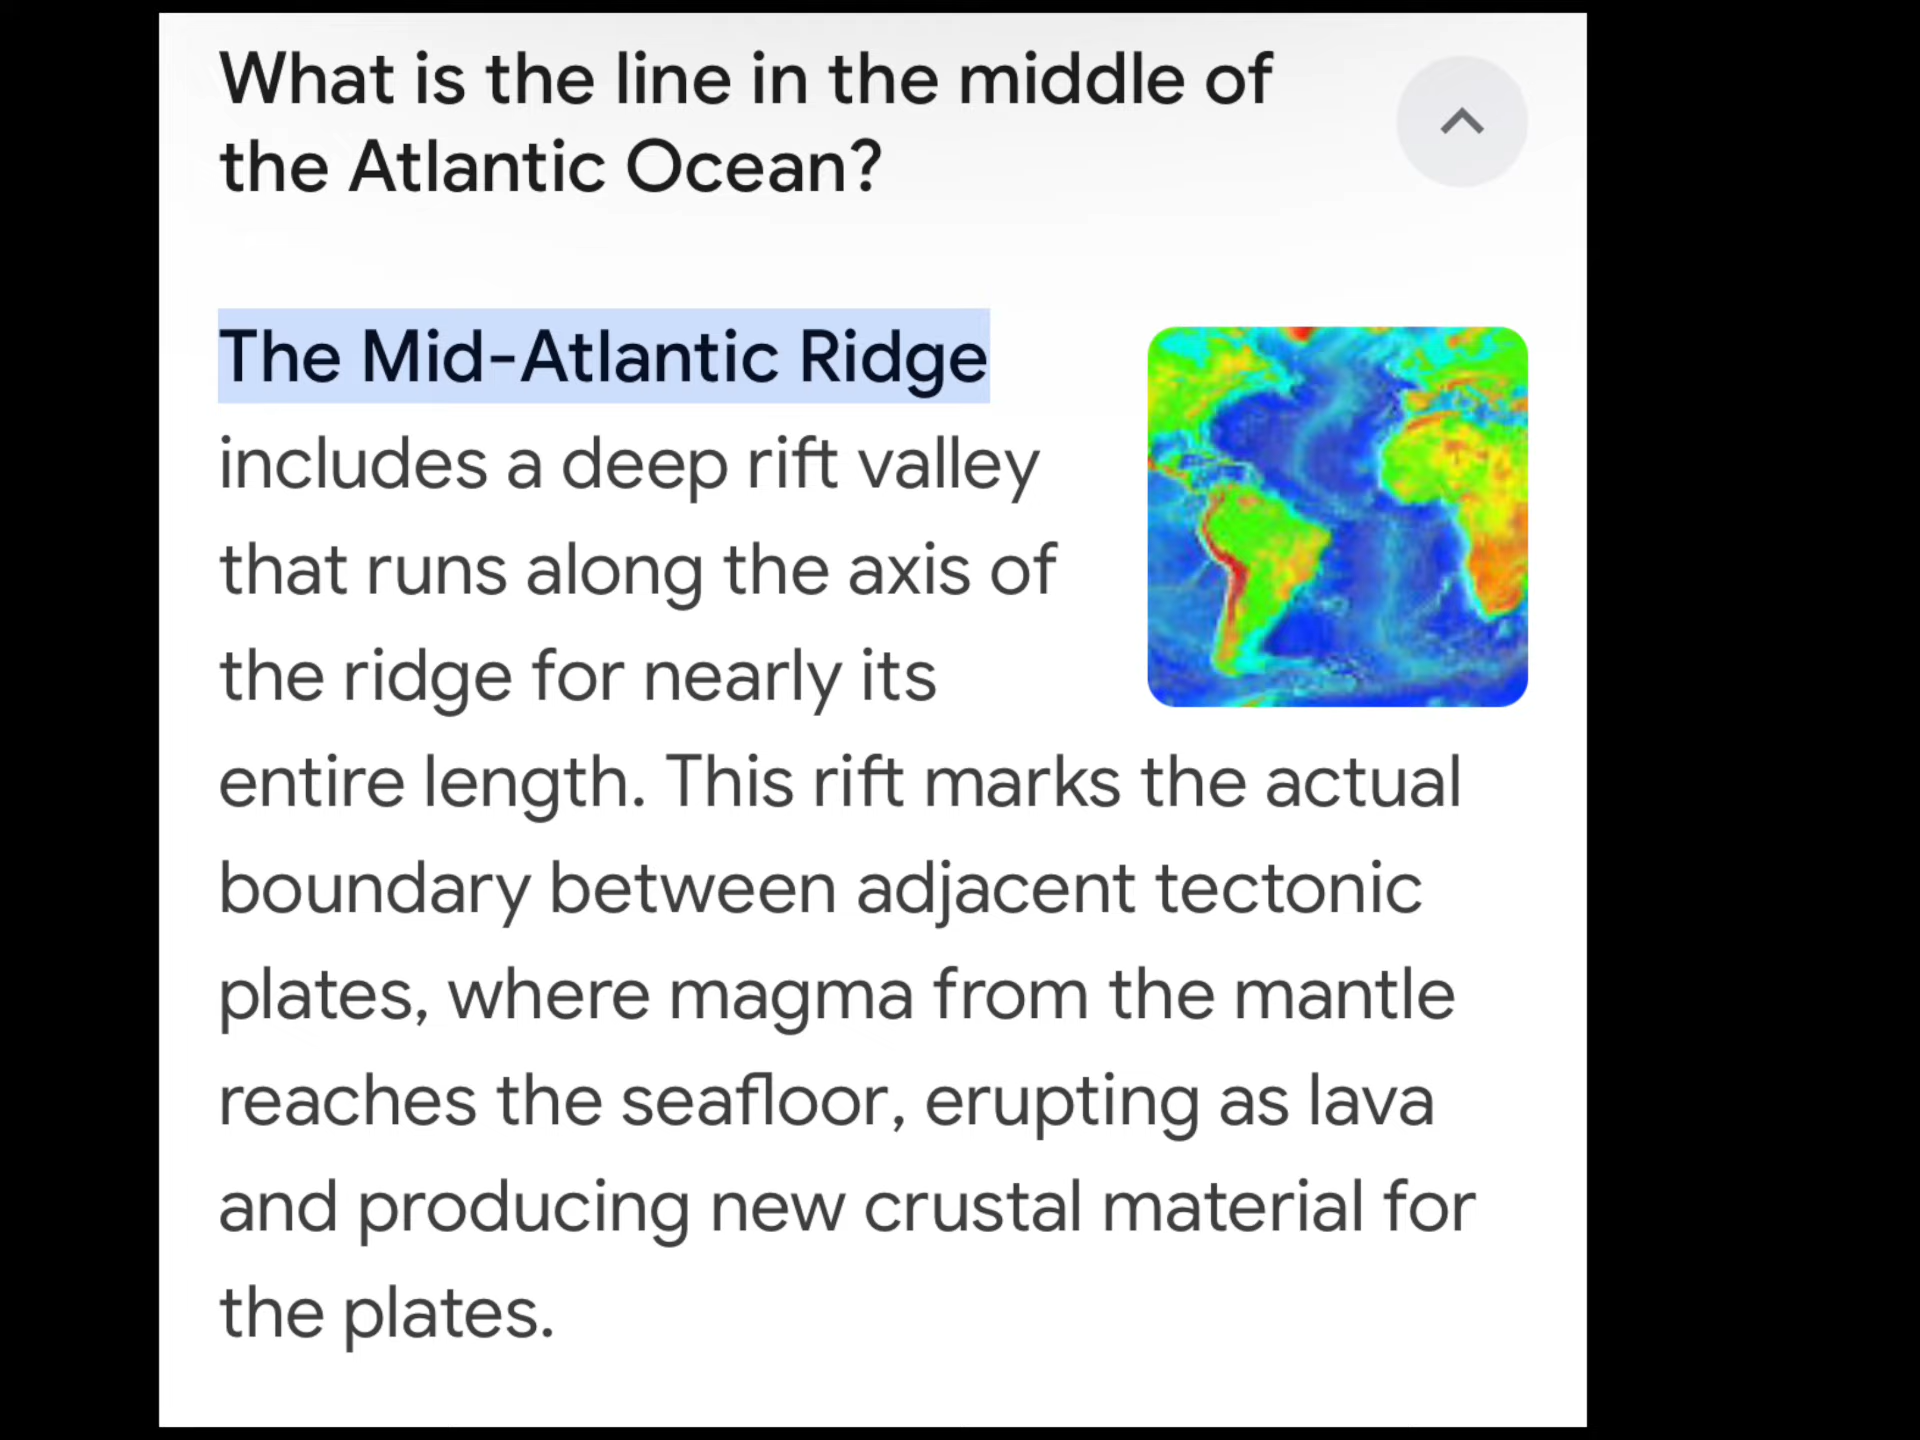 What is the line in the middle of
the Atlantic Ocean?
The Mid-Atlantic Ridge
includes a deep rift valley
that runs along the axis of
the ridge for nearly its
entire length. This rift marks the actual
boundary between adjacent tectonic
plates, where magma from the mantle
reaches the seafloor, erupting as lava
and producing new crustal material for
the plates.